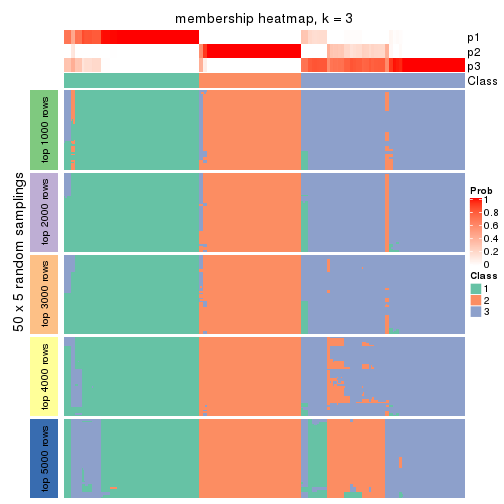 membership heatmap, k = 3
p1
p2
p3
Class
50 x 5 random samplings
top 1000 rows
top 2000 rows
top 3000 rows
top 4000 rows
top 5000 rows
Prob
1
0.8
0.6
0.4
0.2
0
Class
1
2
3